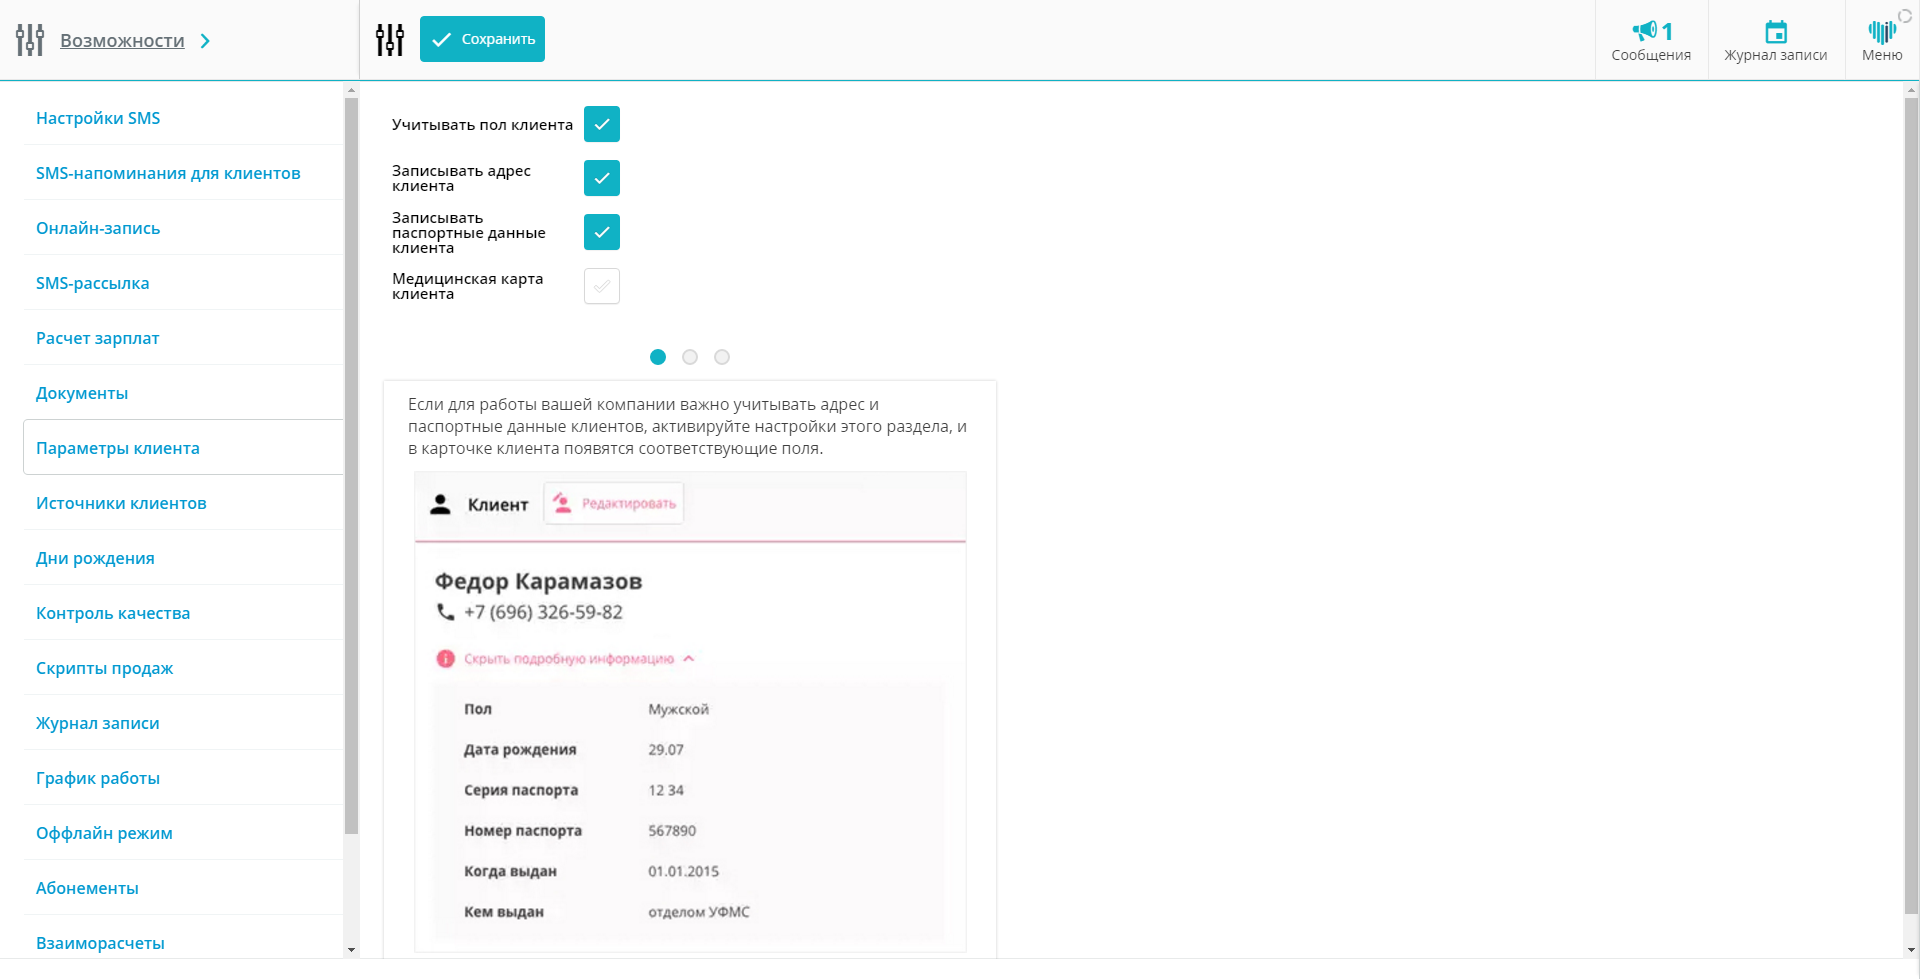 Возможности
Сохранить
1
Сообщения
Журнал записи
Меню
Настройки SMS
SMS-напоминания для клиентов
Онлайн-запись
SMS-рассылка
Расчет зарплат
Документы
Параметры клиента
Источники клиентов
Дни рождения
Контроль качества
Скрипты продаж
Журнал записи
График работы
Оффлайн режим
Абонементы
Взаиморасчеты
Учитывать пол клиента
Записывать адрес
клиента
Записывать
паспортные данные
клиента
Медицинская карта
клиента
Если для работы вашей компании важно учитывать адрес и
паспортные данные клиентов, активируйте настройки этого раздела, и
в карточке клиента появятся соответствующие поля.
Клиент
Редактировать
Федор Карамазов
+7 (696) 326-59-82
Скрыть подробную информацию
Пол Мужской
Дата рождения 29.07
Серия паспорта 12 34
Номер паспорта 567890
Когда выдан 01.01.2015
Кем выдан отделом УФМС